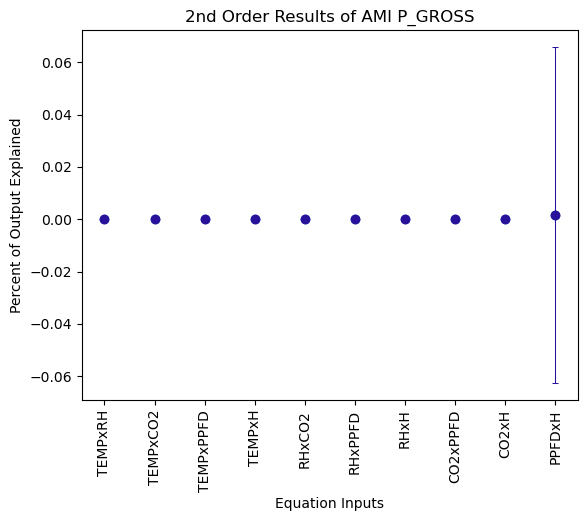 2nd Order Results of AMI P_GROSS
Percent of Output Explained
0.06
0.04
0.02
0.00
−0.02
−0.04
−0.06
TEMPxRH
TEMPxCO2
TEMPxPPFD
TEMPxH
RHxCO2
RHxPPFD
RHxH
CO2xPPFD
CO2xH
PPFDxH
Equation Inputs